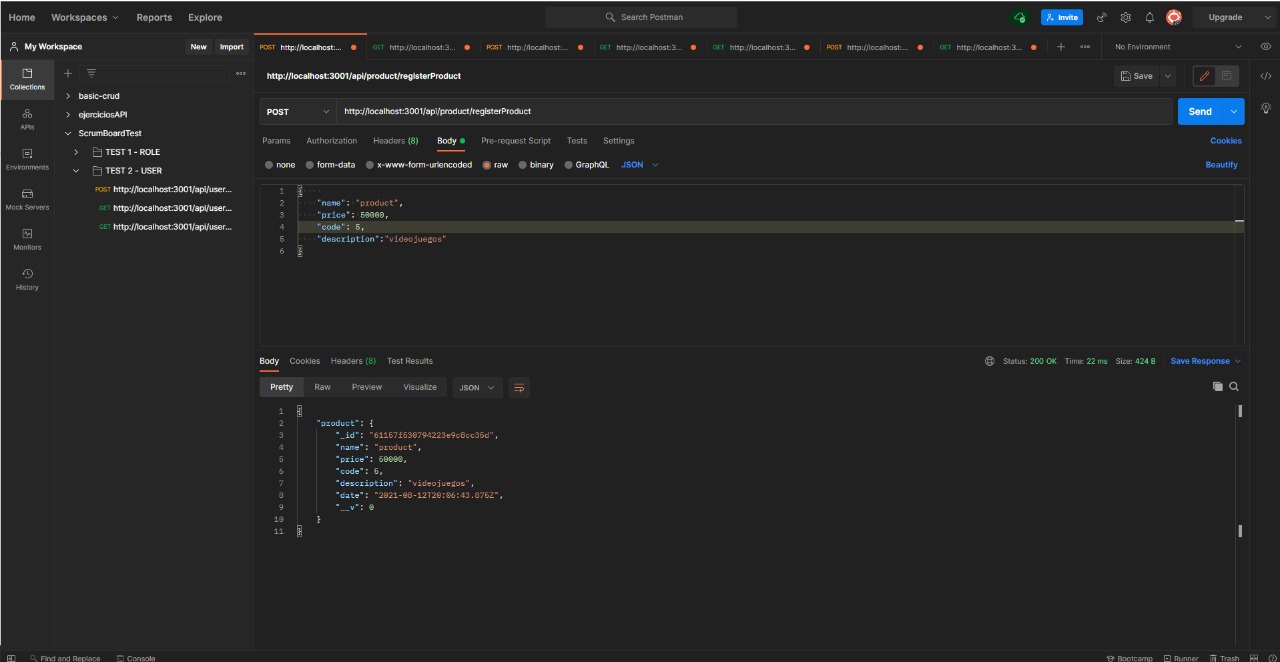 Home Workspaces Reports Explore Search Postman Invite Upgrade
My Workspace New Import POST http://localhost:... GET http://localhost:3... POST http://localhost:... GET http://localhost:3... GET http://localhost:3... POST http://localhost:... GET http://localhost:3... No Environment
Collections
APIs
Environments
Mock Servers
Monitors
History
basic-crud
ejerciciosAPI
ScrumBoardTest
TEST 1 - ROLE
TEST 2 - USER
POST http://localhost:3001/api/user...
GET http://localhost:3001/api/user...
GET http://localhost:3001/api/user...
http://localhost:3001/api/product/registerProduct Save
POST http://localhost:3001/api/product/registerProduct Send
Params Authorization Headers (8) Body Pre-request Script Tests Settings Cookies
none form-data x-www-form-urlencoded raw binary GraphQL JSON Beautify
1 {
2 "name": "product",
3 "price": 50000,
4 "code": 5,
5 "description":"videojuegos"
6 }
Body Cookies Headers (8) Test Results Status: 200 OK Time: 22 ms Size: 424 B Save Response
Pretty Raw Preview Visualize JSON
1 {
2 "product": {
3 "_id":
4 "name": "product",
5 "price": 50000,
6 "code": 5,
7 "description": "videojuegos",
8 "date": "2021-08-12T20:06:43.876Z",
9 "__v": 0
10 }
11 }
Find and Replace Console Bootcamp Runner Trash